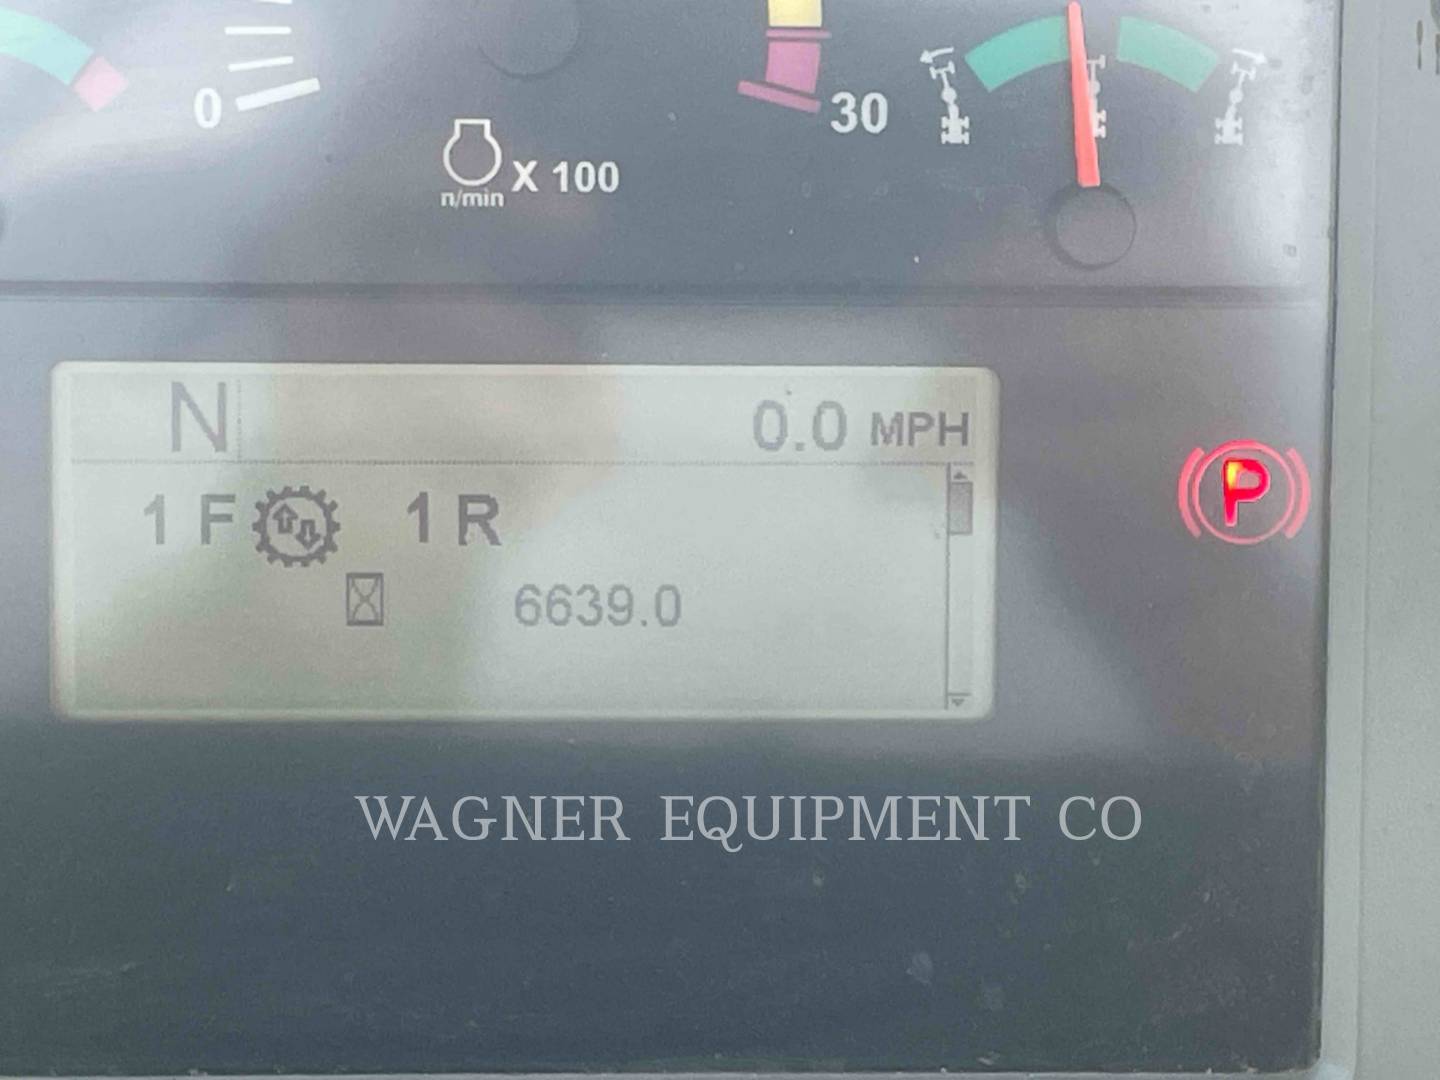 0
30
n/min X 100
N 0.0 MPH
1 F 1 R
6639.0
P
WAGNER EQUIPMENT CO